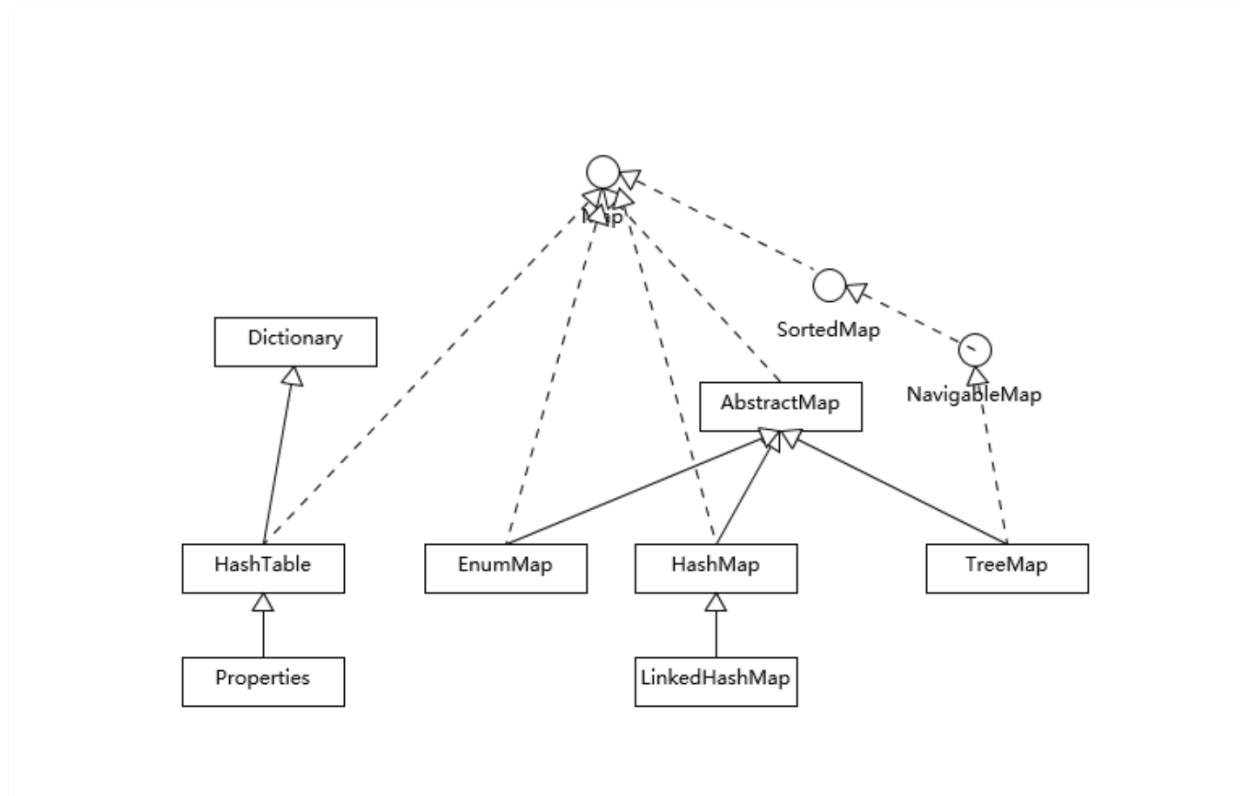 Map
SortedMap
Dictionary
NavigableMap
AbstractMap
HashTable
EnumMap
HashMap
TreeMap
Properties
LinkedHashMap